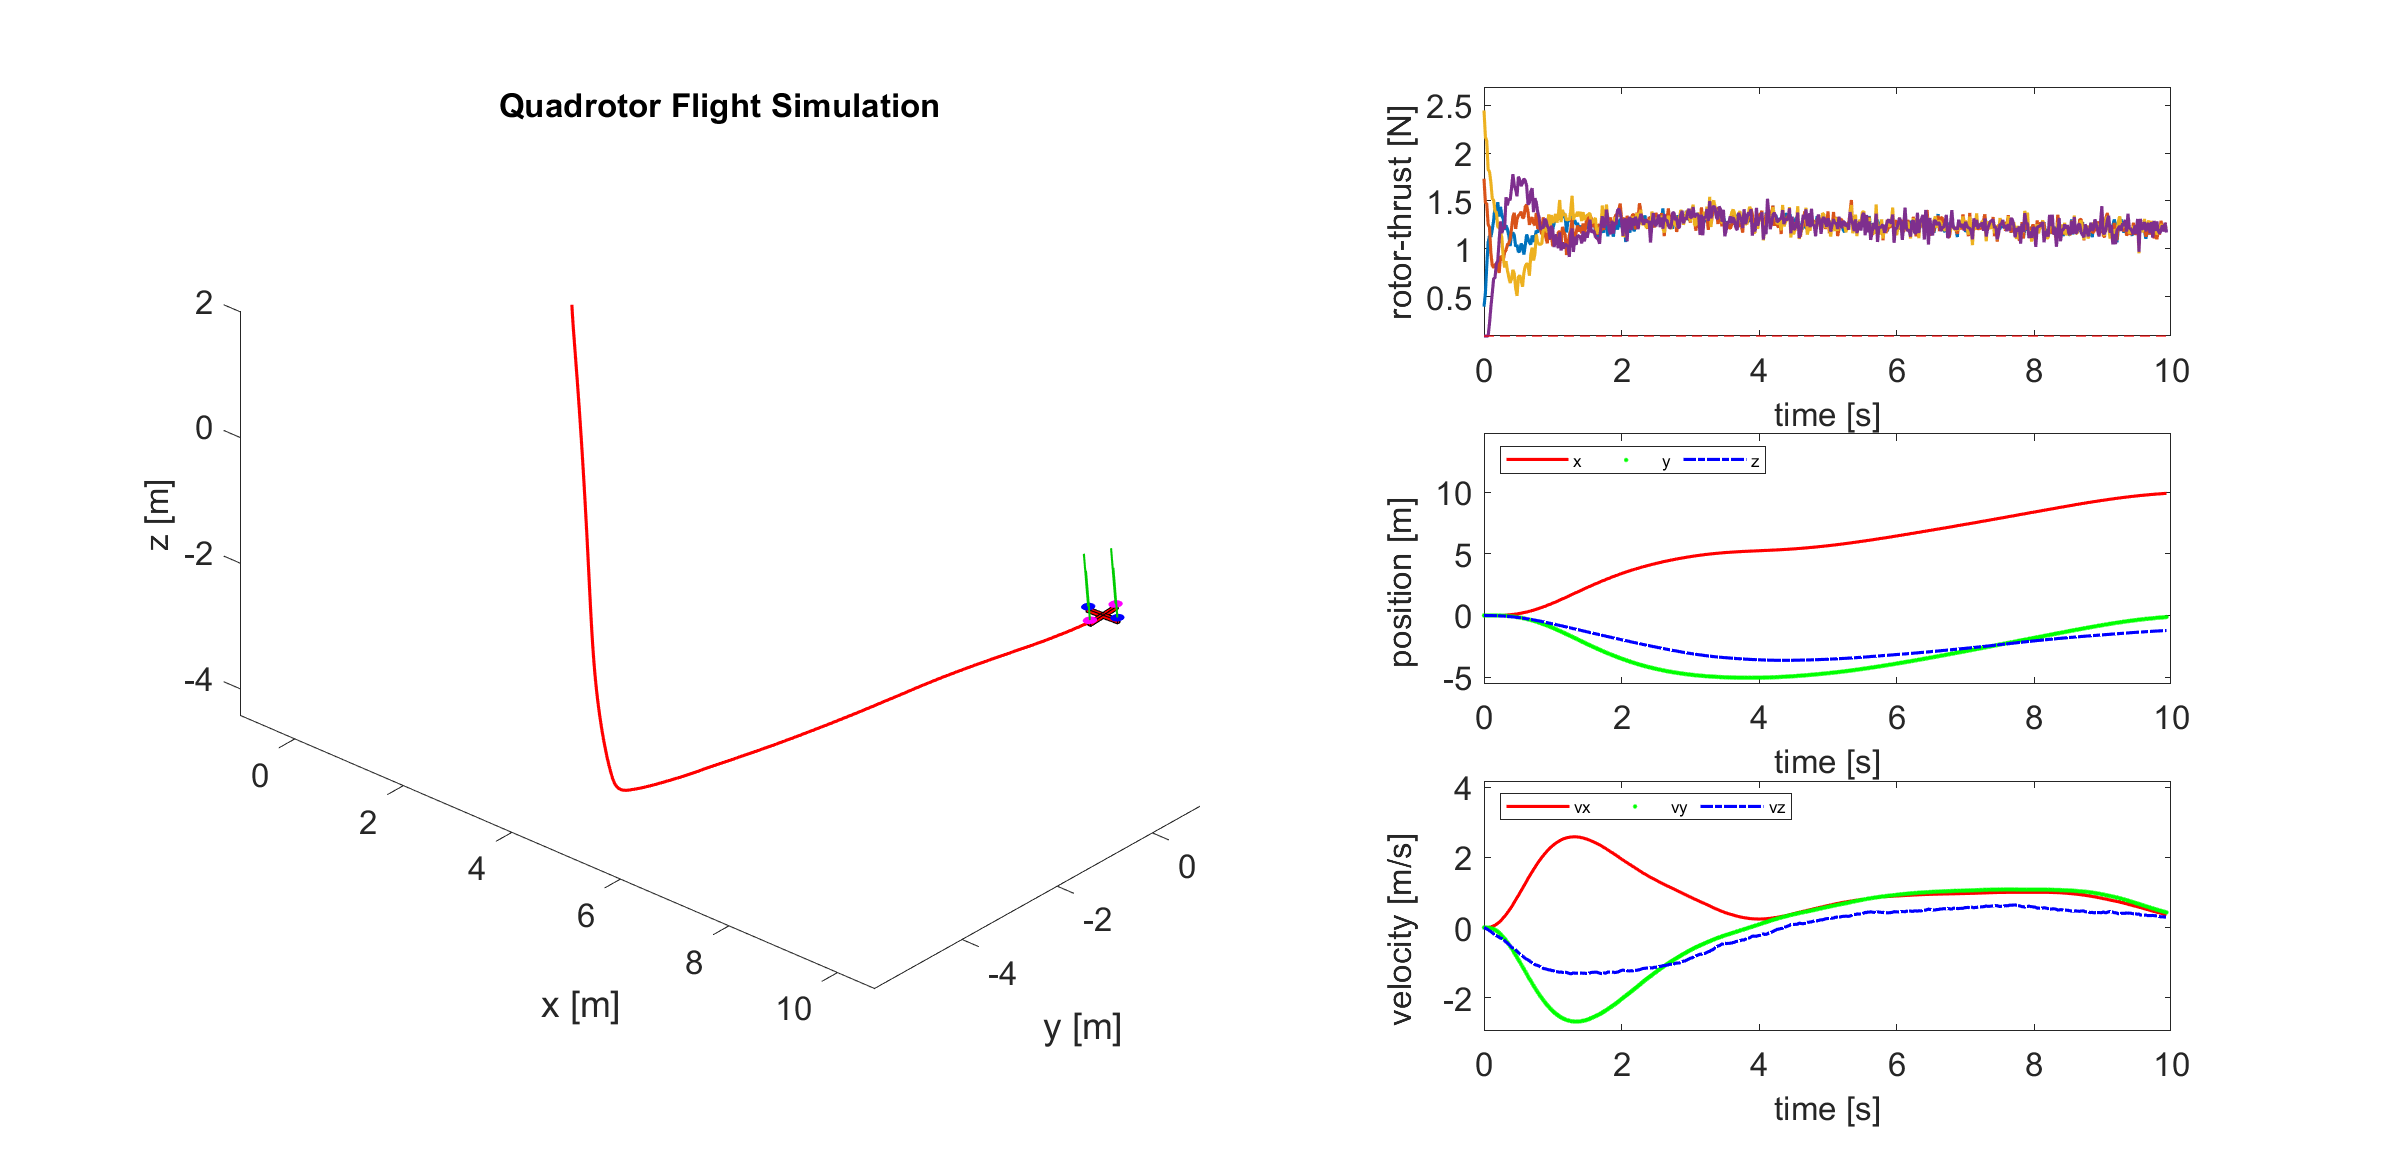 Quadrotor Flight Simulation
2
0
-2
-4
z [m]
0
2
4
6
8
10
x [m]
-4
-2
0
y [m]
2.5
2
1.5
1
0.5
rotor-thrust [N]
0 2 4 6 8 10
time [s]
x y z
10
5
0
-5
position [m]
0 2 4 6 8 10
time [s]
vx vy vz
4
2
0
-2
velocity [m/s]
0 2 4 6 8 10
time [s]